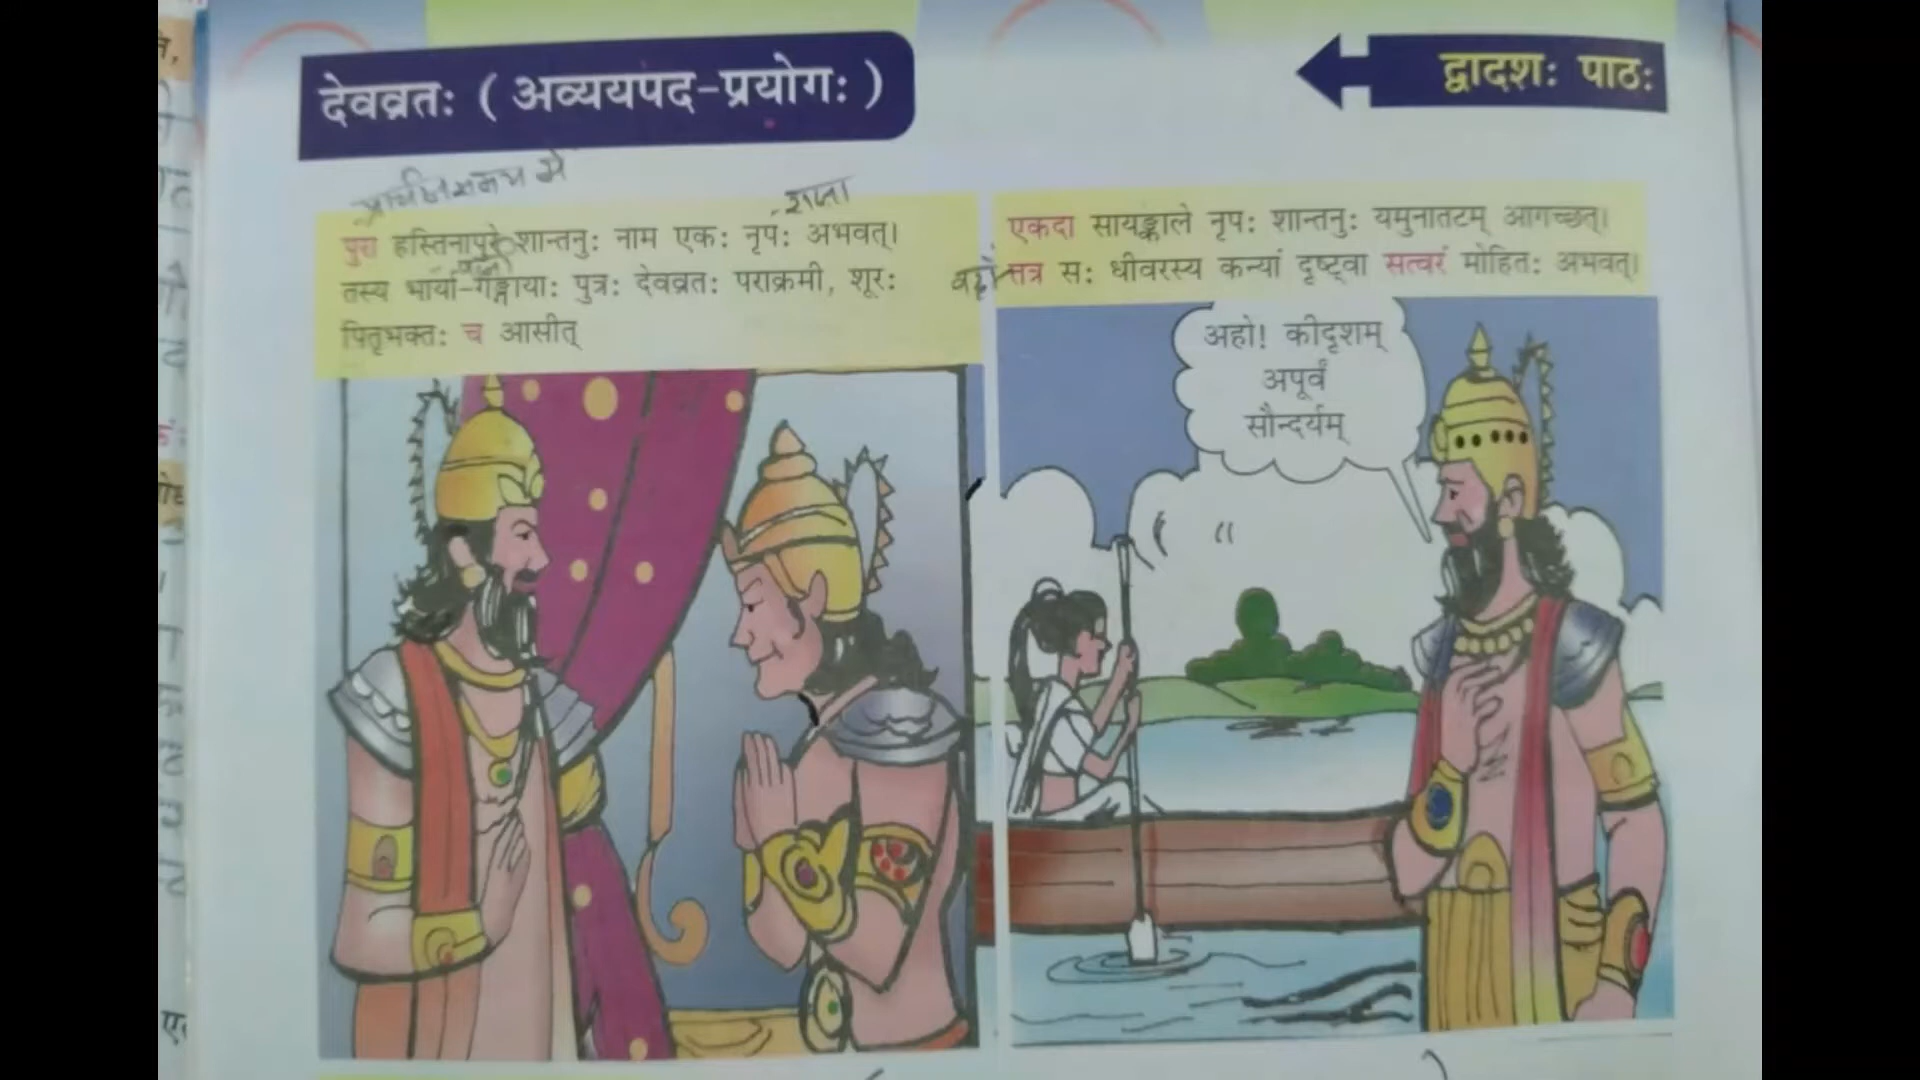 देवव्रतः ( अव्ययपद-प्रयोगः )
द्वादशः पाठः
राजा
पुरा हस्तिनापुरे शान्तनुः नाम एकः नृपः अभवत्।
तस्य भार्या-गङ्गायाः पुत्रः देवव्रतः पराक्रमी, शूरः
पितृभक्तः च आसीत्
एकदा सायङ्काले नृपः शान्तनुः यमुनातटम् आगच्छत्।
तत्र सः धीवरस्य कन्यां दृष्ट्वा सत्वरं मोहितः अभवत्।
अहो! कीदृशम्
अपूर्वं
सौन्दर्यम्